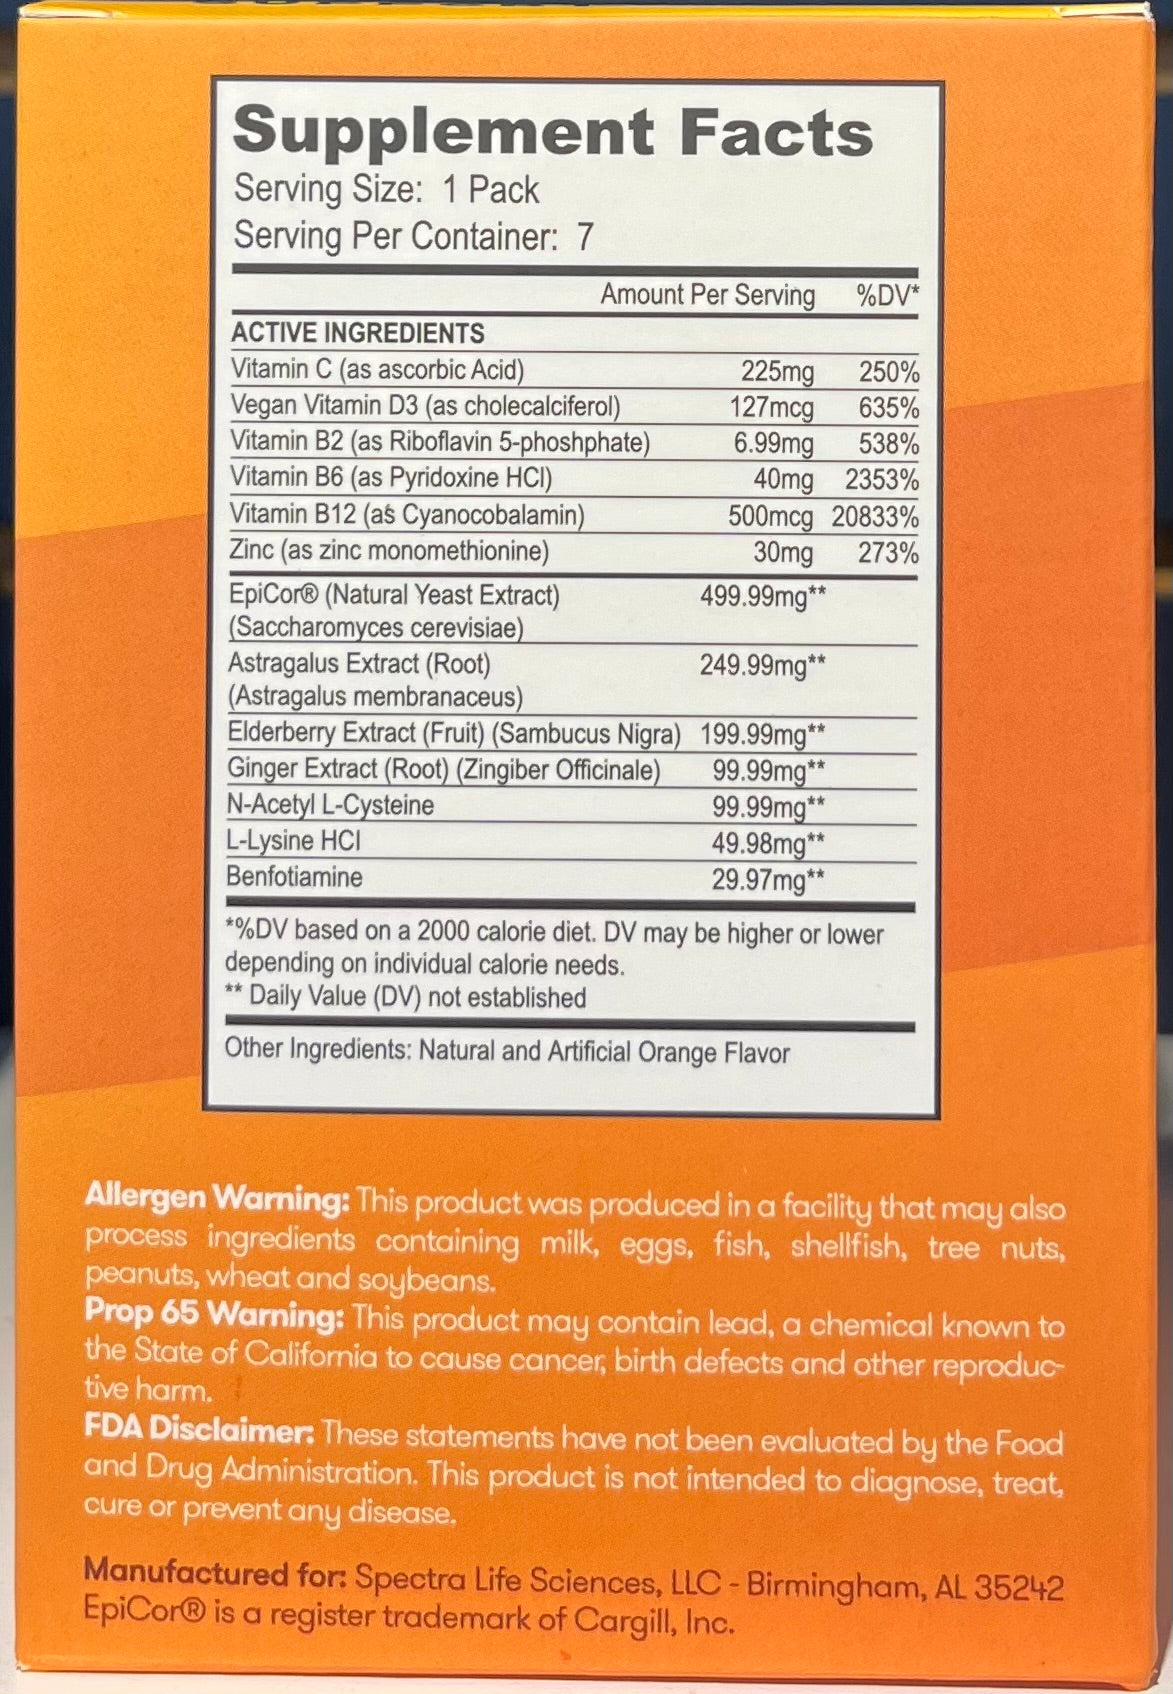 Supplement Facts
Serving Size: 1 Pack
Serving Per Container: 7
Amount Per Serving %DV*
ACTIVE INGREDIENTS
Vitamin C (as ascorbic Acid) 225mg 250%
Vegan Vitamin D3 (as cholecalciferol) 127mcg 635%
Vitamin B2 (as Riboflavin 5-phoshphate) 6.99mg 538%
Vitamin B6 (as Pyridoxine HCl) 40mg 2353%
Vitamin B12 (as Cyanocobalamin) 500mcg 20833%
Zinc (as zinc monomethionine) 30mg 273%
EpiCor® (Natural Yeast Extract) 499.99mg**
(Saccharomyces cerevisiae)
Astragalus Extract (Root) 249.99mg**
(Astragalus membranaceus)
Elderberry Extract (Fruit) (Sambucus Nigra) 199.99mg**
Ginger Extract (Root) (Zingiber Officinale) 99.99mg**
N-Acetyl L-Cysteine 99.99mg**
L-Lysine HCl 49.98mg**
Benfotiamine 29.97mg**
*%DV based on a 2000 calorie diet. DV may be higher or lower
depending on individual calorie needs.
** Daily Value (DV) not established
Other Ingredients: Natural and Artificial Orange Flavor
Allergen Warning: This product was produced in a facility that may also
process ingredients containing milk, eggs, fish, shellfish, tree nuts,
peanuts, wheat and soybeans.
Prop 65 Warning: This product may contain lead, a chemical known to
the State of California to cause cancer, birth defects and other reproduc-
tive harm.
FDA Disclaimer: These statements have not been evaluated by the Food
and Drug Administration. This product is not intended to diagnose, treat,
cure or prevent any disease.
Manufactured for: Spectra Life Sciences, LLC - Birmingham, AL 35242
EpiCor® is a register trademark of Cargill, Inc.